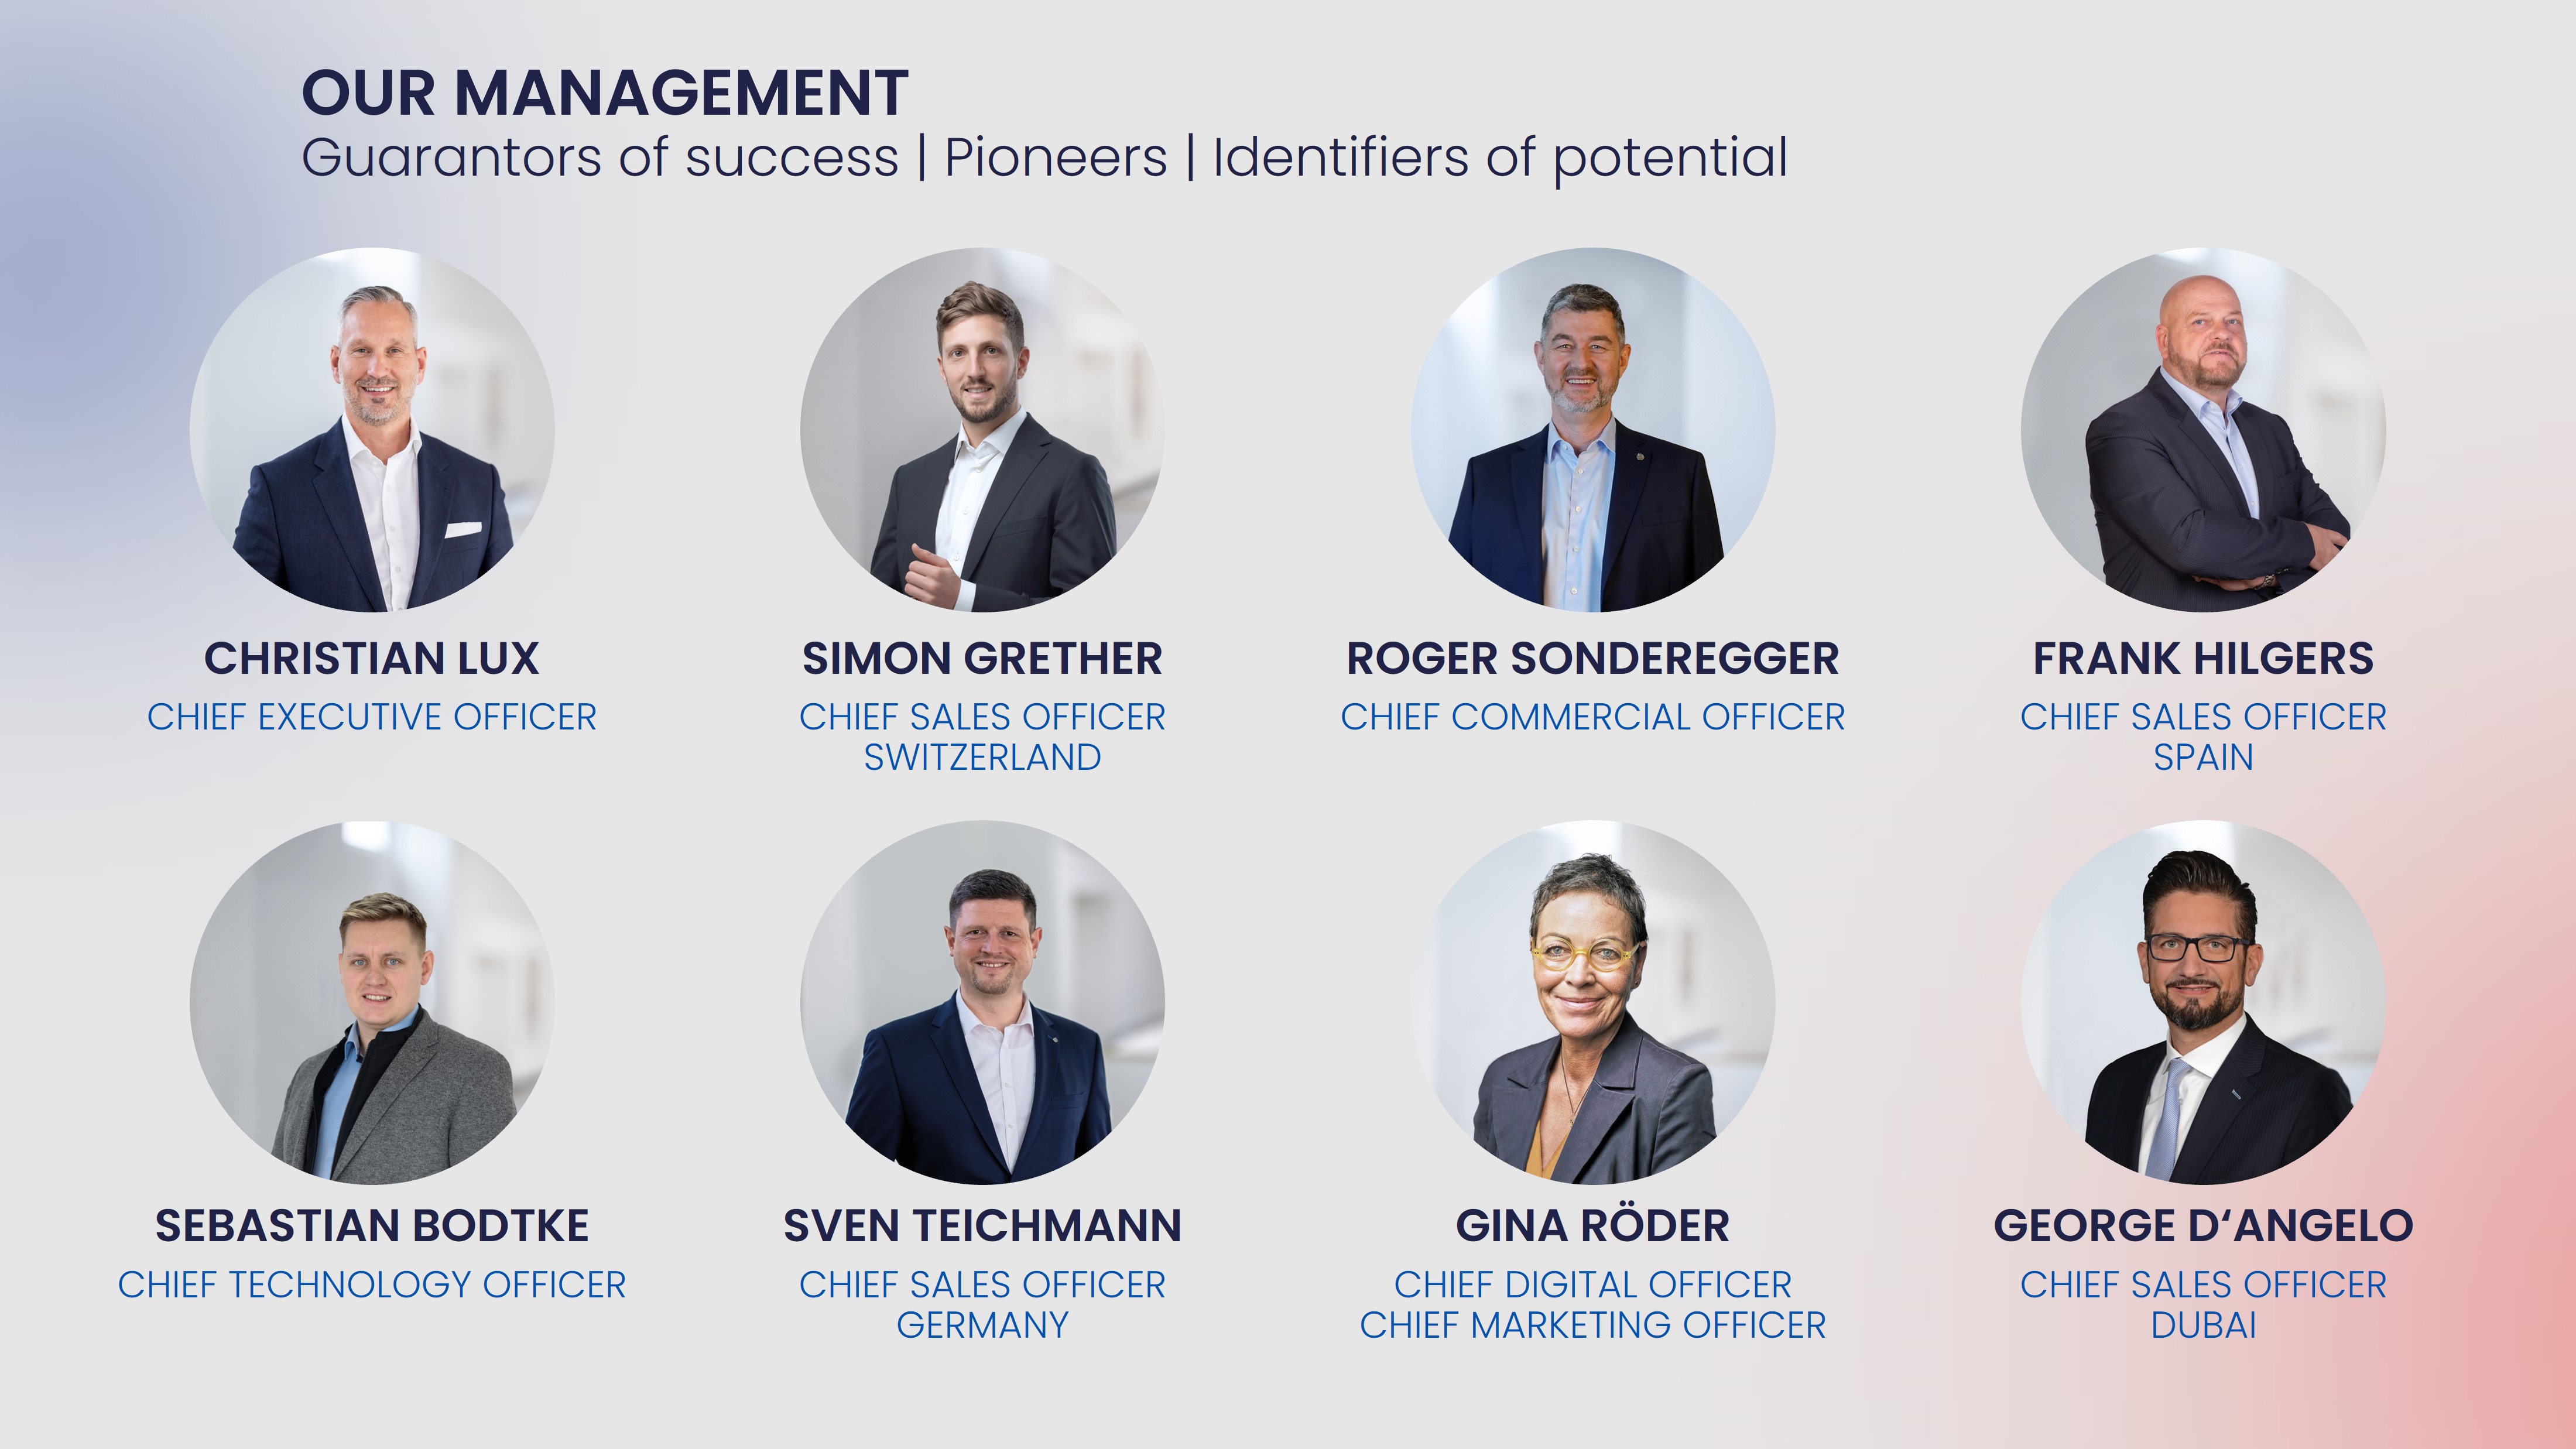 OUR MANAGEMENT
Guarantors of success | Pioneers | Identifiers of potential
CHRISTIAN LUX
CHIEF EXECUTIVE OFFICER
SIMON GRETHER
CHIEF SALES OFFICER
SWITZERLAND
ROGER SONDEREGGER
CHIEF COMMERCIAL OFFICER
FRANK HILGERS
CHIEF SALES OFFICER
SPAIN
SEBASTIAN BODTKE
CHIEF TECHNOLOGY OFFICER
SVEN TEICHMANN
CHIEF SALES OFFICER
GERMANY
GINA RÖDER
CHIEF DIGITAL OFFICER
CHIEF MARKETING OFFICER
GEORGE D‘ANGELO
CHIEF SALES OFFICER
DUBAI